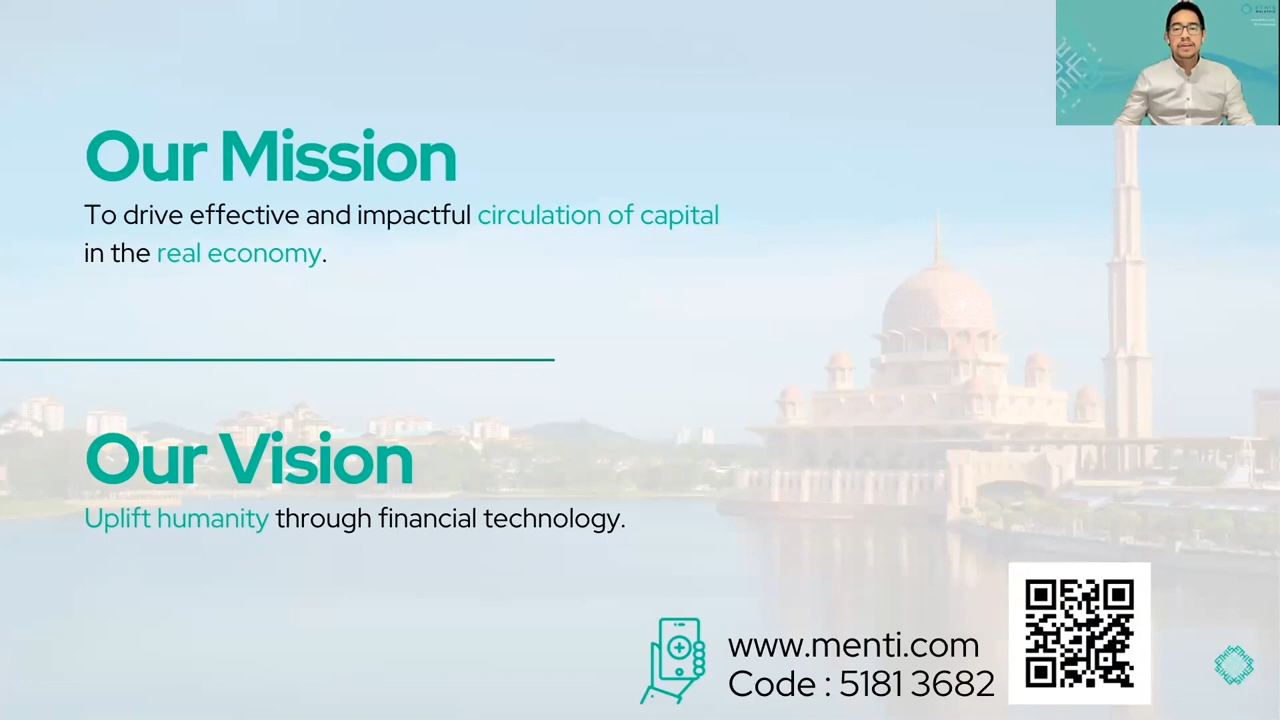 Our Mission
To drive effective and impactful circulation of capital
in the real economy.
Our Vision
Uplift humanity through financial technology.
www.menti.com
Code : 5181 3682